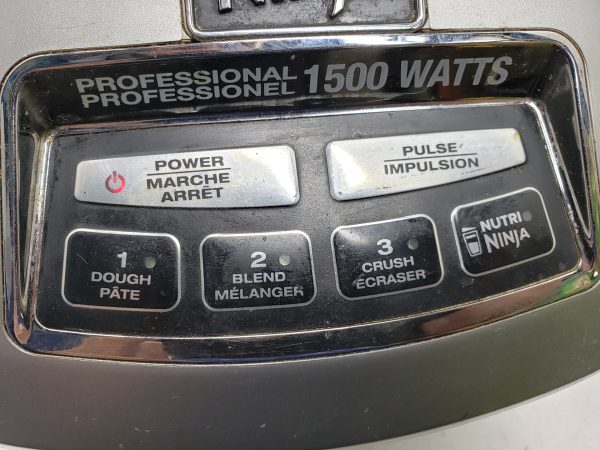 PROFESSIONAL
PROFESSIONEL
1500 WATTS
POWER
MARCHE
ARRÊT
PULSE
IMPULSION
1
DOUGH
PÂTE
2
BLEND
MÉLANGER
3
CRUSH
ÉCRASER
NUTRI
NINJA